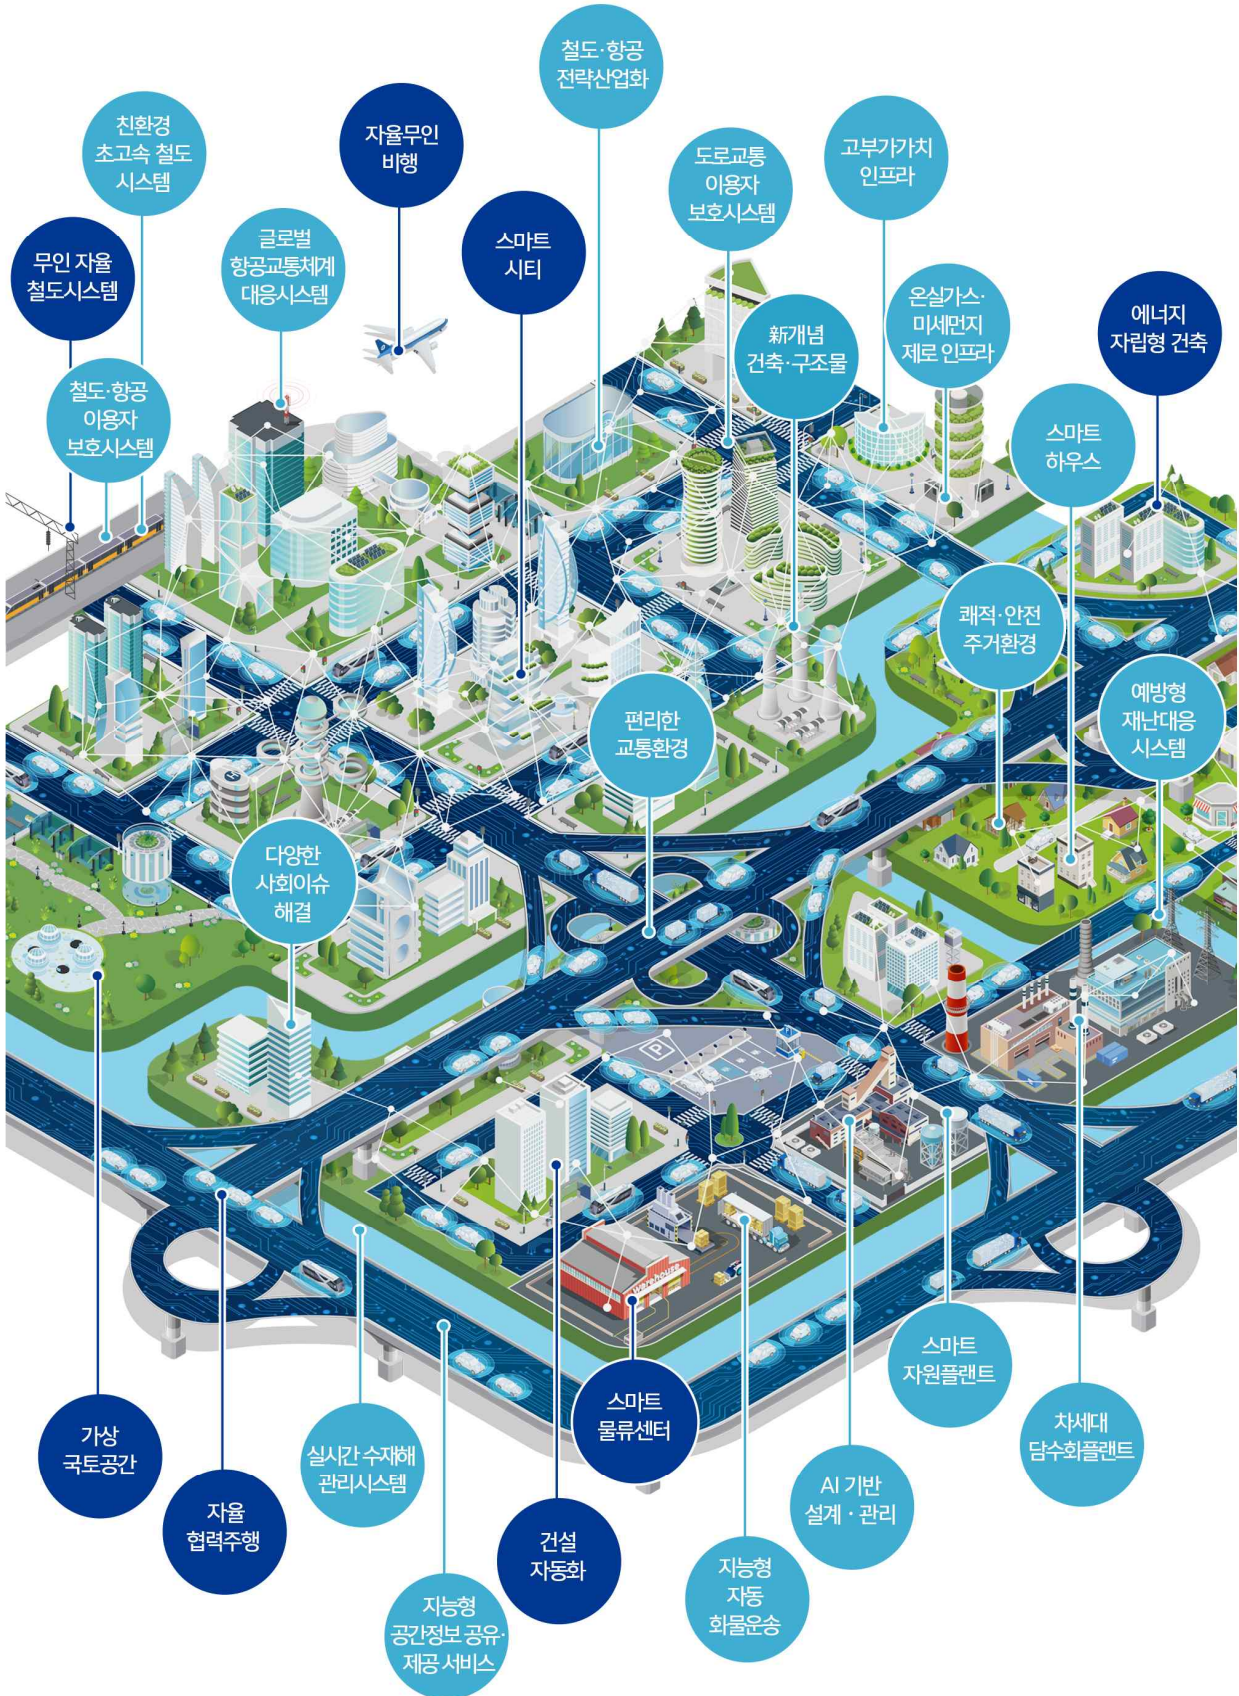 철도·항공
전략산업화
친환경
초고속 철도
시스템
자율무인
비행
도로교통
이용자
보호시스템
고부가가치
인프라
무인 자율
철도시스템
글로벌
항공교통체계
대응시스템
스마트
시티
新개념
건축·구조물
온실가스·
미세먼지
제로 인프라
에너지
자립형 건축
철도·항공
이용자
보호시스템
스마트
하우스
쾌적·안전
주거환경
편리한
교통환경
예방형
재난대응
시스템
다양한
사회이슈
해결
P
warehouse
가상
국토공간
자율
협력주행
실시간 수재해
관리시스템
지능형
공간정보 공유·
제공 서비스
건설
자동화
스마트
물류센터
지능형
자동
화물운송
AI 기반
설계 · 관리
스마트
자원플랜트
차세대
담수화플랜트